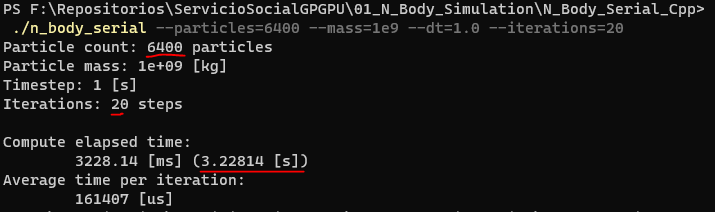 PS F:\Repositorios\ServicioSocialGPGPU\01_N_Body_Simulation\N_Body_Serial_Cpp>
./n_body_serial --particles=6400 --mass=1e9 --dt=1.0 --iterations=20
Particle count: 6400 particles
Particle mass: 1e+09 [kg]
Timestep: 1 [s]
Iterations: 20 steps
Compute elapsed time:
3228.14 [ms] (3.22814 [s])
Average time per iteration:
161407 [us]